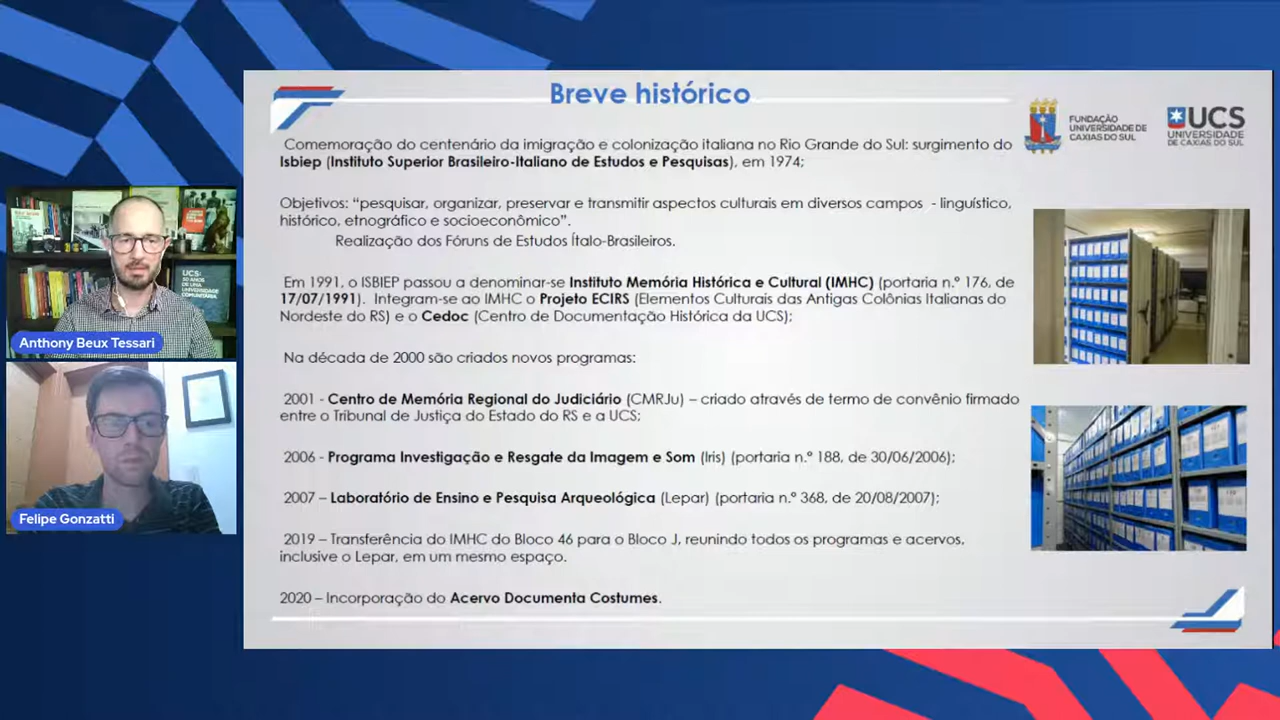 Breve histórico
FUNDAÇÃO
UNIVERSIDADE DE
CAXIAS DO SUL
UCS
UNIVERSIDADE
DE CAXIAS DO SUL
Comemoração do centenário da imigração e colonização italiana no Rio Grande do Sul: surgimento do
Isbiep (Instituto Superior Brasileiro-Italiano de Estudos e Pesquisas), em 1974;
Objetivos: “pesquisar, organizar, preservar e transmitir aspectos culturais em diversos campos - linguístico,
histórico, etnográfico e socioeconômico”.
Realização dos Fóruns de Estudos Ítalo-Brasileiros.
Em 1991, o ISBIEP passou a denominar-se Instituto Memória Histórica e Cultural (IMHC) (portaria n.º 176, de
17/07/1991). Integram-se ao IMHC o Projeto ECIRS (Elementos Culturais das Antigas Colônias Italianas do
Nordeste do RS) e o Cedoc (Centro de Documentação Histórica da UCS);
Na década de 2000 são criados novos programas:
2001 - Centro de Memória Regional do Judiciário (CMRJu) – criado através de termo de convênio firmado
entre o Tribunal de Justiça do Estado do RS e a UCS;
2006 - Programa Investigação e Resgate da Imagem e Som (Iris) (portaria n.º 188, de 30/06/2006);
2007 – Laboratório de Ensino e Pesquisa Arqueológica (Lepar) (portaria n.º 368, de 20/08/2007);
2019 – Transferência do IMHC do Bloco 46 para o Bloco J, reunindo todos os programas e acervos,
inclusive o Lepar, em um mesmo espaço.
2020 – Incorporação do Acervo Documenta Costumes.
UCS:
50 ANOS
DE UMA
UNIVERSIDADE
COMUNITÁRIA
Anthony Beux Tessari
Felipe Gonzatti